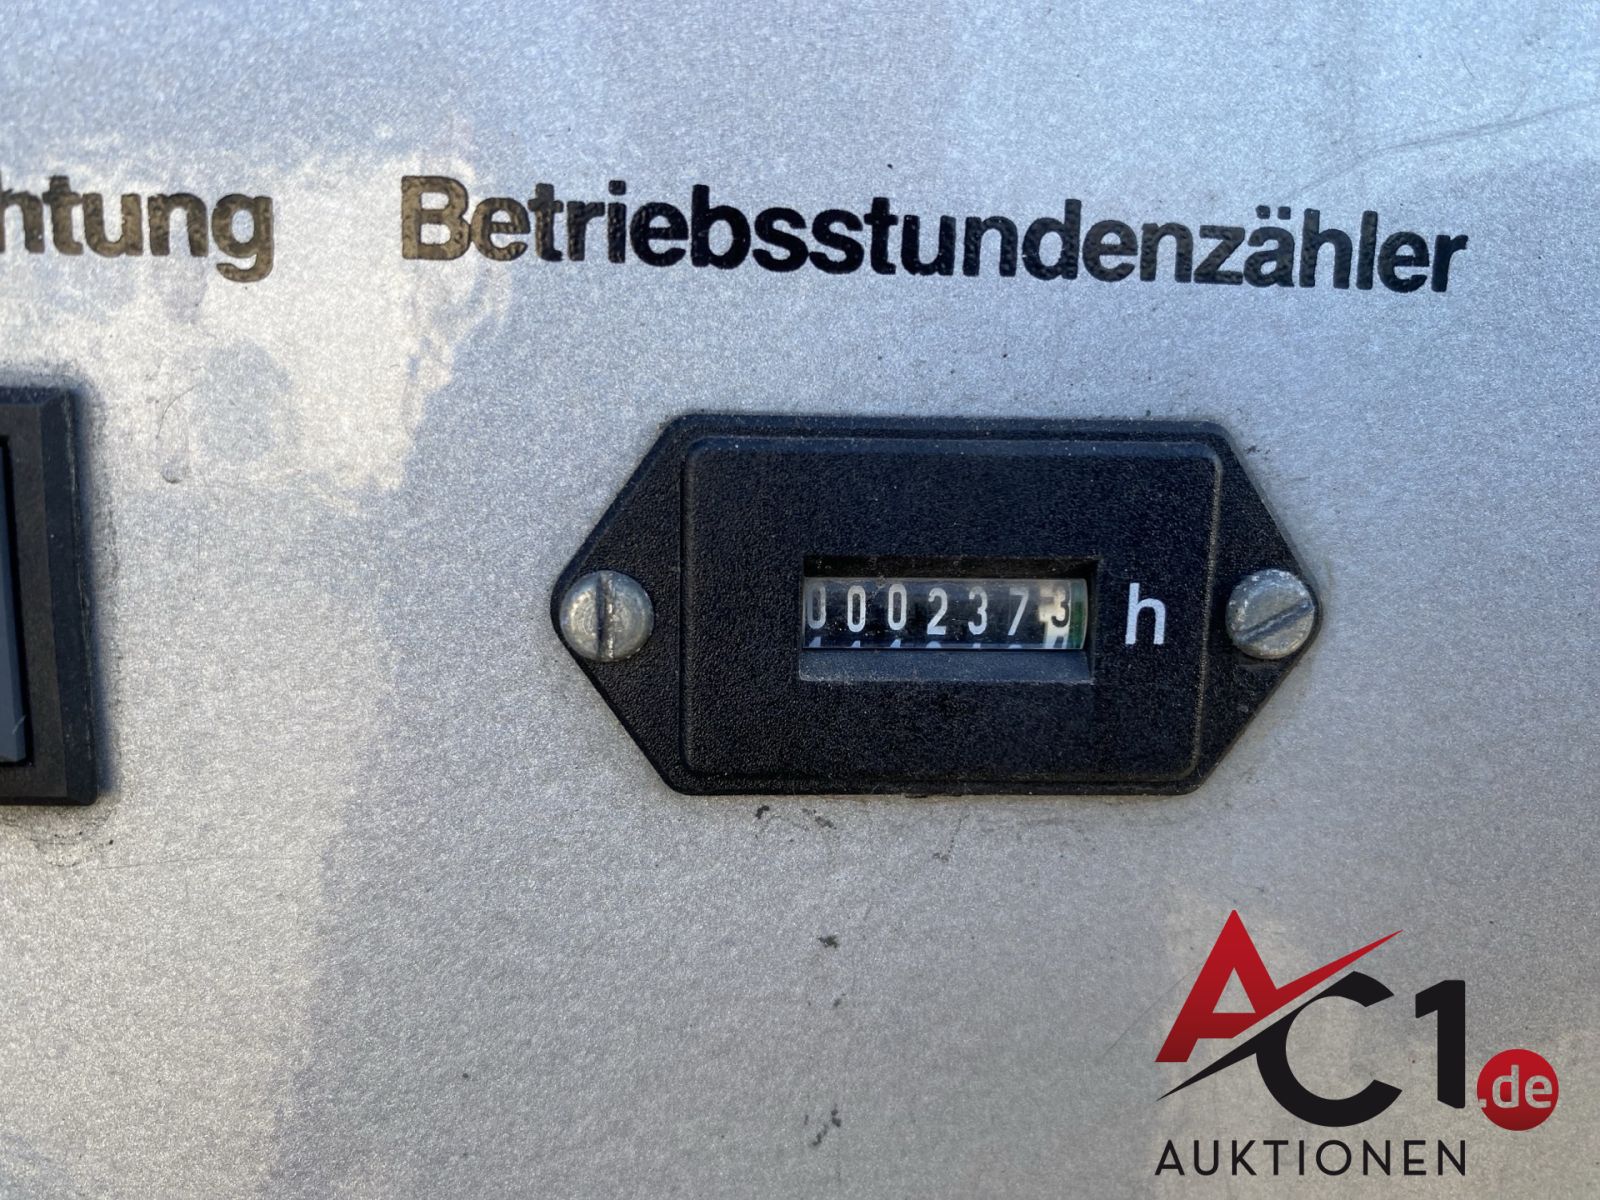 htung Betriebsstundenzähler
0002373 h
AC1.de
AUKTIONEN